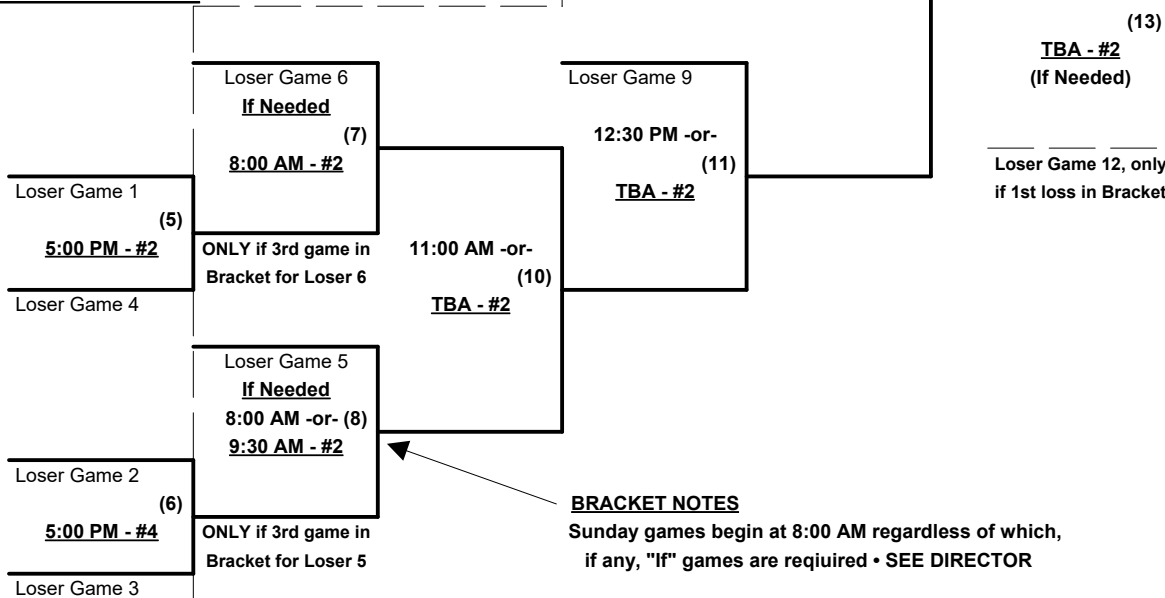 (13)
TBA - #2
(If Needed)
Loser Game 12, only
if 1st loss in Bracket
Loser Game 6
If Needed
(7)
8:00 AM - #2
Loser Game 9
12:30 PM -or-
(11)
TBA - #2
Loser Game 1
(5)
5:00 PM - #2
Loser Game 4
ONLY if 3rd game in
Bracket for Loser 6
11:00 AM -or-
(10)
TBA - #2
Loser Game 5
If Needed
8:00 AM -or- (8)
9:30 AM - #2
Loser Game 2
(6)
5:00 PM - #4
Loser Game 3
ONLY if 3rd game in
Bracket for Loser 5
BRACKET NOTES
Sunday games begin at 8:00 AM regardless of which,
if any, "If" games are reqiuired • SEE DIRECTOR